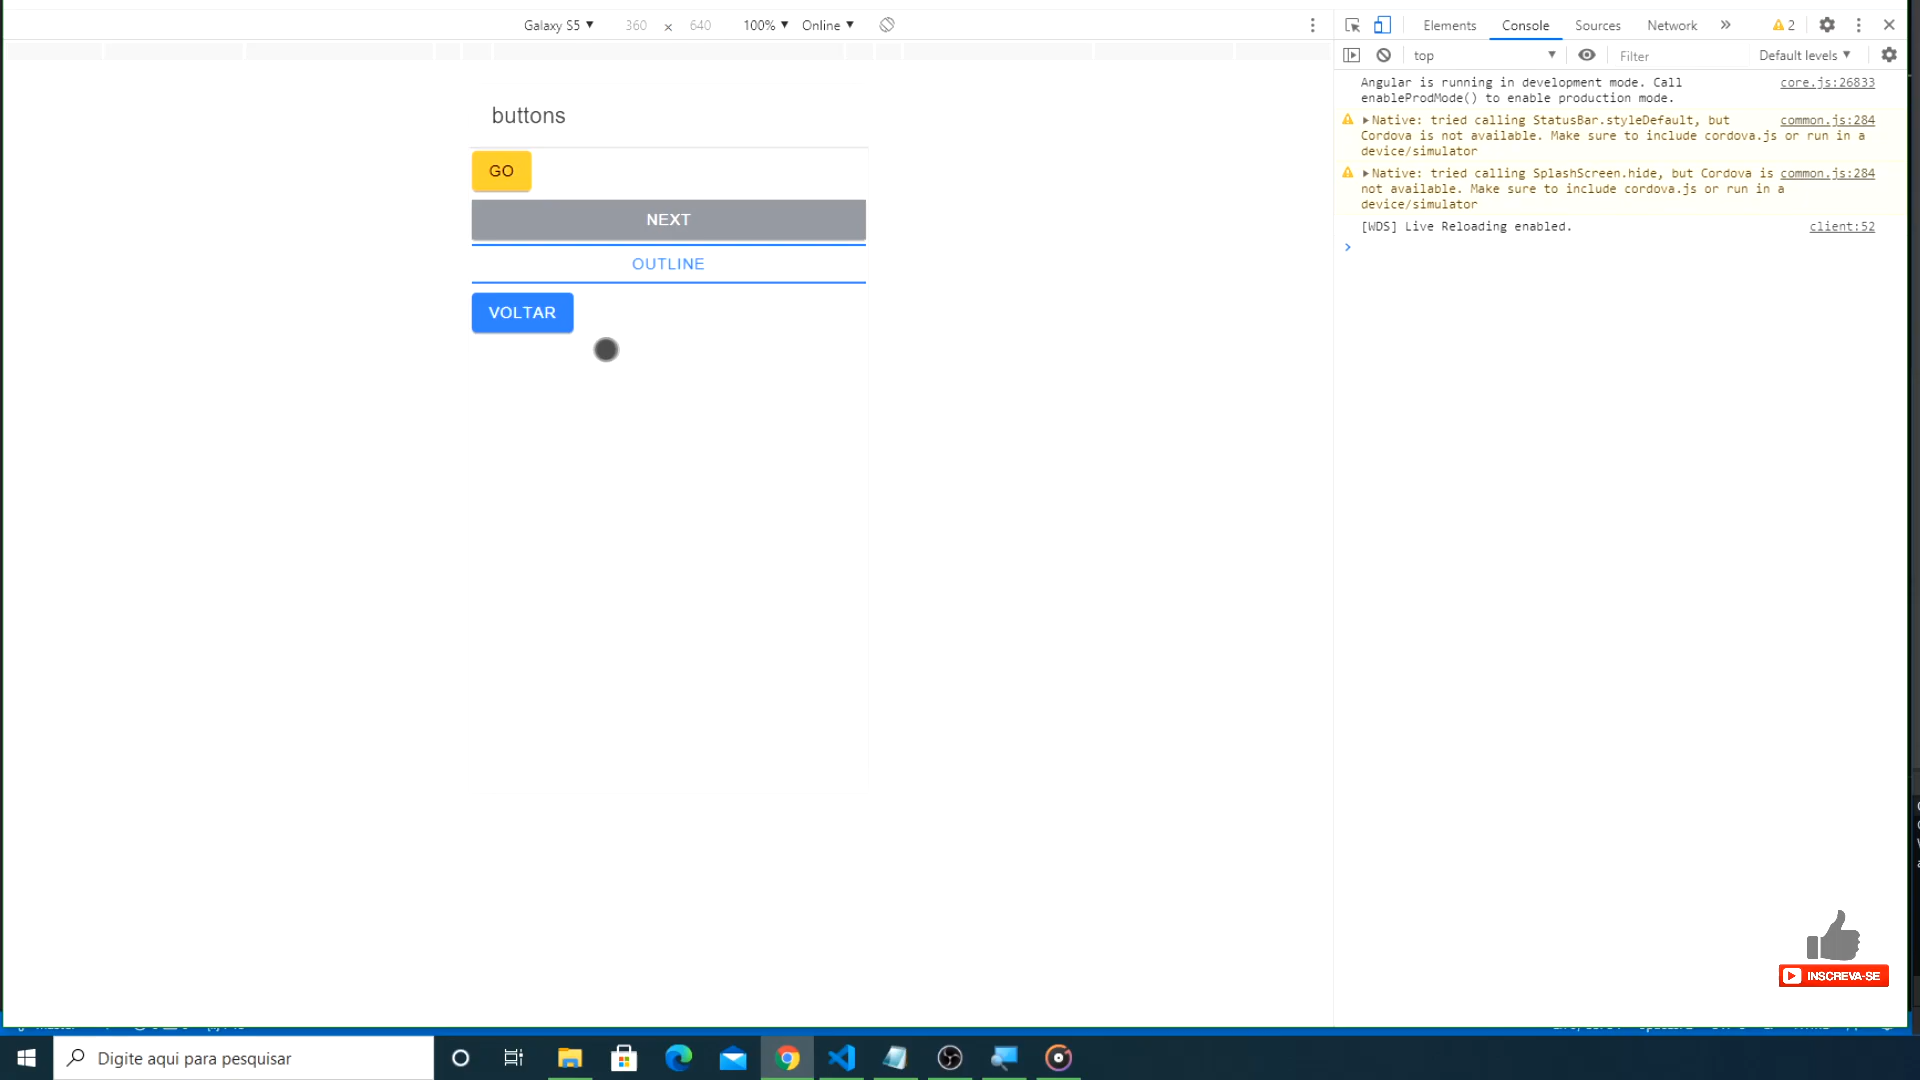 Galaxy S5 ▼ 360 × 640 100% ▼ Online ▼
Elements Console Sources Network » 2
top ▼ Filter Default levels ▼
Angular is running in development mode. Call core.js:26833
enableProdMode() to enable production mode.
Native: tried calling StatusBar.styleDefault, but common.js:284
Cordova is not available. Make sure to include cordova.js or run in a
device/simulator
Native: tried calling SplashScreen.hide, but Cordova is common.js:284
not available. Make sure to include cordova.js or run in a
device/simulator
[WDS] Live Reloading enabled. client:52
buttons
GO
NEXT
OUTLINE
VOLTAR
INSCREVA-SE
Digite aqui para pesquisar